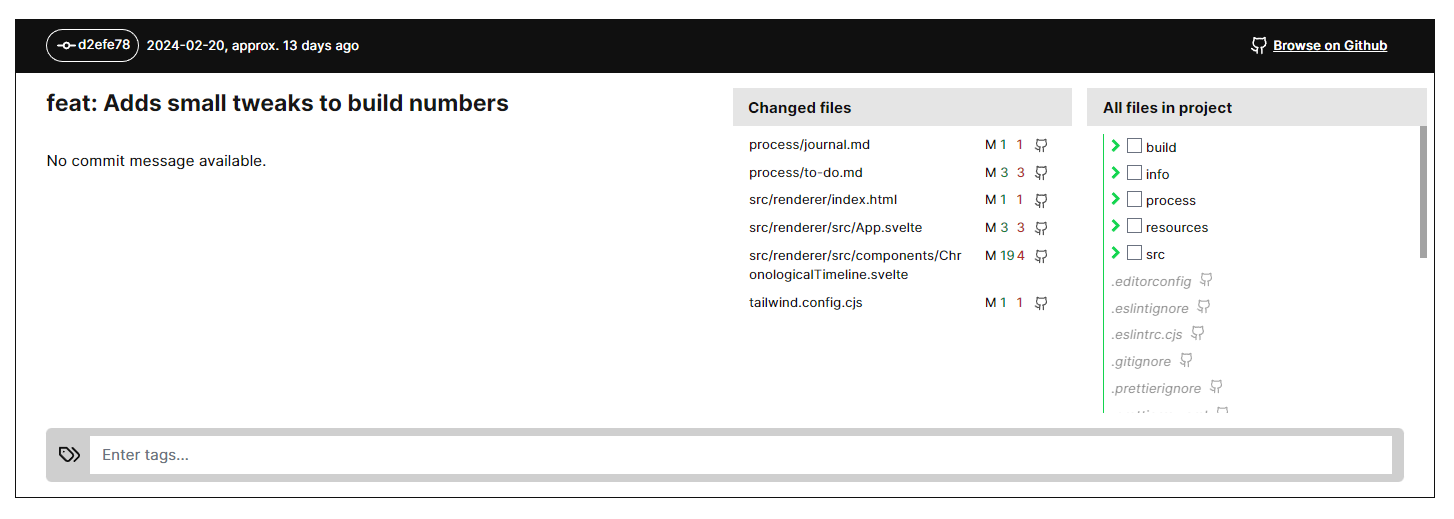 d2efe78 2024-02-20, approx. 13 days ago
Browse on Github
feat: Adds small tweaks to build numbers
No commit message available.
Changed files
process/journal.md M 1 1
process/to-do.md M 3 3
src/renderer/index.html M 1 1
src/renderer/src/App.svelte M 3 3
src/renderer/src/components/Chr M 19 4
onologicalTimeline.svelte
tailwind.config.cjs M 1 1
All files in project
build
info
process
resources
src
.editorconfig
.eslintignore
.eslintrc.cjs
.gitignore
.prettierignore
Enter tags...